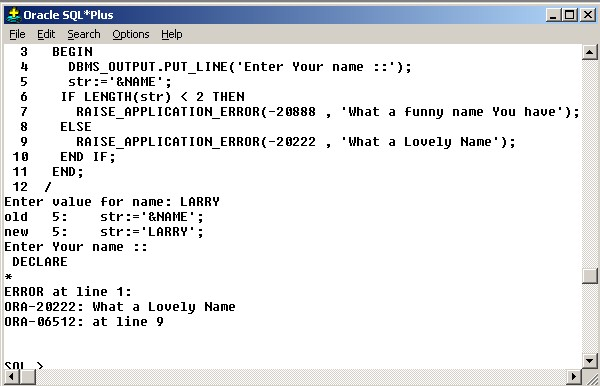 Oracle SQL*Plus
File Edit Search Options Help
3 BEGIN
4 DBMS_OUTPUT.PUT_LINE('Enter Your name ::');
5 str:='&NAME';
6 IF LENGTH(str) < 2 THEN
7 RAISE_APPLICATION_ERROR(-20888 , 'What a funny name You have');
8 ELSE
9 RAISE_APPLICATION_ERROR(-20222 , 'What a Lovely Name');
10 END IF;
11 END;
12 /
Enter value for name: LARRY
old 5: str:='&NAME';
new 5: str:='LARRY';
Enter Your name ::
DECLARE
*
ERROR at line 1:
ORA-20222: What a Lovely Name
ORA-06512: at line 9
SQL >